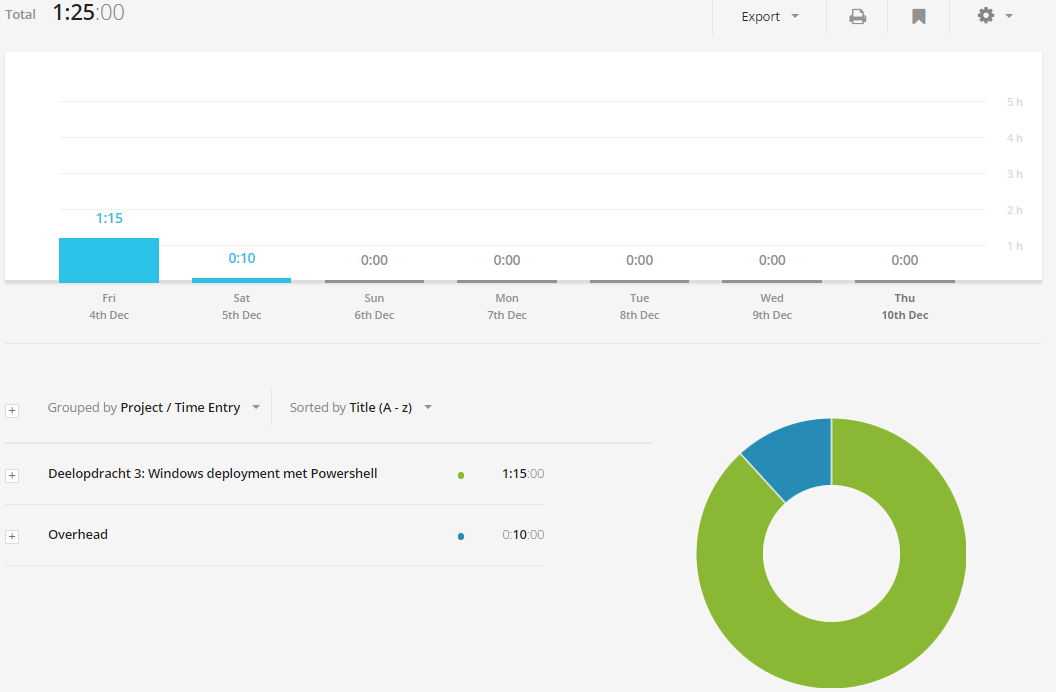 Total 1:25:00
Export
5 h
4 h
3 h
2 h
1 h
1:15
0:10
0:00
0:00
0:00
0:00
0:00
Fri
4th Dec
Sat
5th Dec
Sun
6th Dec
Mon
7th Dec
Tue
8th Dec
Wed
9th Dec
Thu
10th Dec
Grouped by Project / Time Entry
Sorted by Title (A - z)
Deelopdracht 3: Windows deployment met Powershell 1:15:00
Overhead 0:10:00